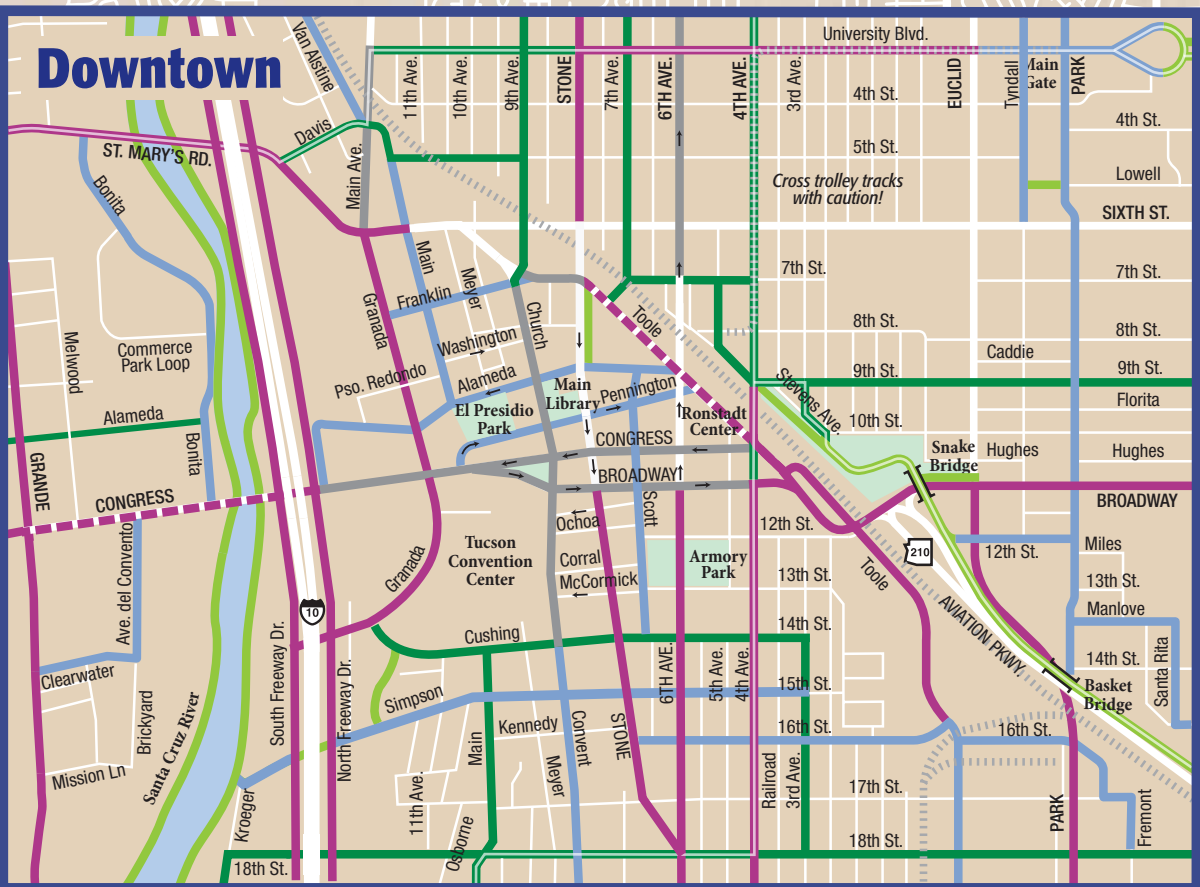 Downtown
Van Alstine
11th Ave.
10th Ave.
9th Ave.
STONE
7th Ave.
6TH AVE.
4TH AVE.
3rd Ave.
University Blvd.
EUCLID
Tyndall
Main
Gate
PARK
4th St.
4th St.
5th St.
Davis
ST. MARY'S RD.
Main Ave.
Bonita
Cross trolley tracks
with caution!
Lowell
SIXTH ST.
Main
Meyer
7th St.
7th St.
Franklin
Granada
Church
Toole
8th St.
8th St.
Melwood
Commerce
Park Loop
Washington
Caddie
Pso. Redondo
Alameda
Main
Library
Pennington
Stevens Ave.
9th St.
9th St.
Florita
Alameda
El Presidio
Park
Ronstadt
Center
10th St.
Bonita
CONGRESS
Snake
Bridge
Hughes
Hughes
GRANDE
CONGRESS
BROADWAY
BROADWAY
Scott
Ochoa
12th St.
Ave. del Convento
Tucson
Convention
Center
Corral
McCormick
Armory
Park
210
12th St.
Miles
Granada
13th St.
Toole
13th St.
Manlove
AVIATION PKWY.
10
South Freeway Dr.
Cushing
14th St.
14th St.
Santa Rita
Clearwater
North Freeway Dr.
Simpson
6TH AVE.
5th Ave.
4th Ave.
15th St.
Basket
Bridge
Brickyard
Santa Cruz River
Main
Kennedy
Convent
STONE
16th St.
16th St.
Mission Ln
Meyer
Railroad
3rd Ave.
17th St.
Kroeger
11th Ave.
Osborne
PARK
Fremont
18th St.
18th St.